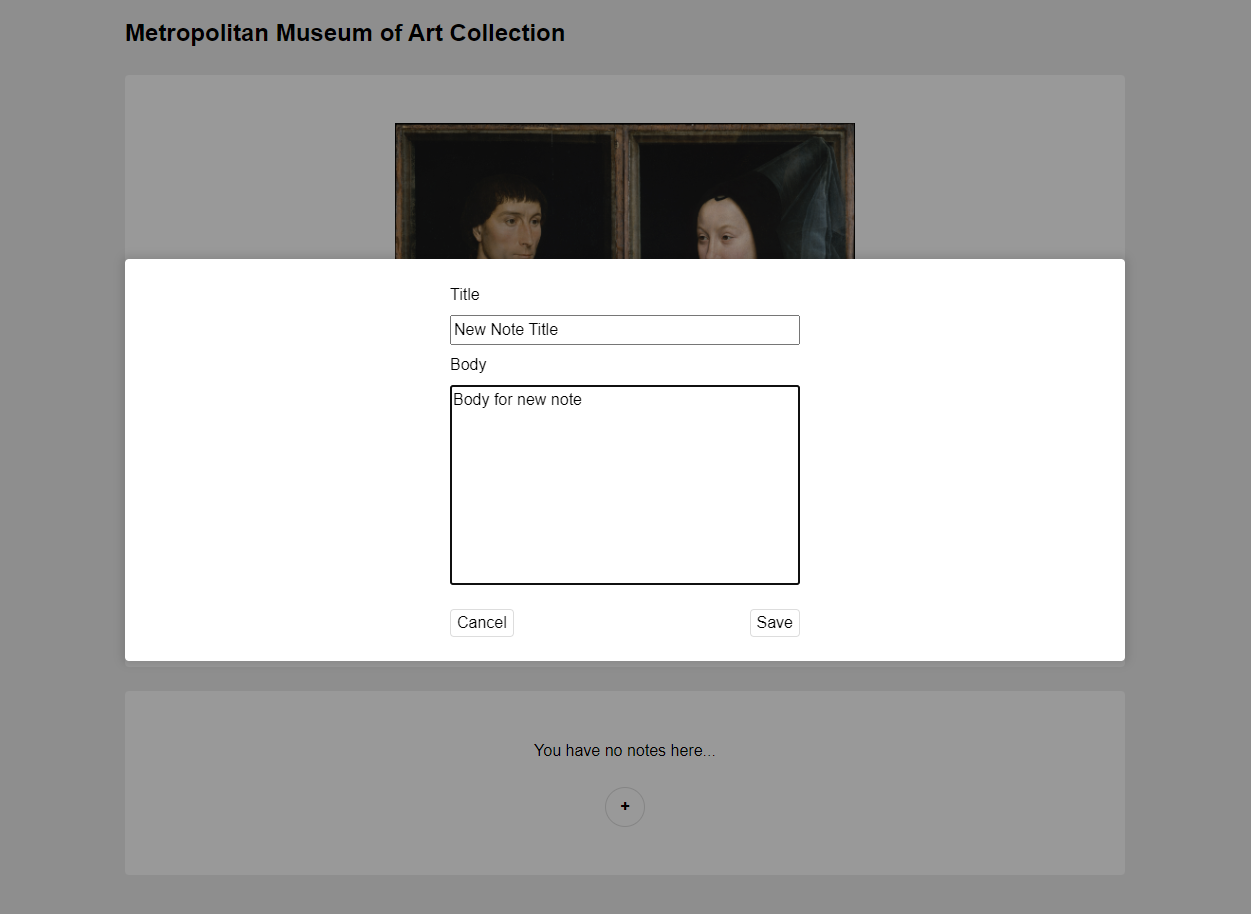 Metropolitan Museum of Art Collection
Title
New Note Title
Body
Body for new note
Cancel Save
You have no notes here...
+